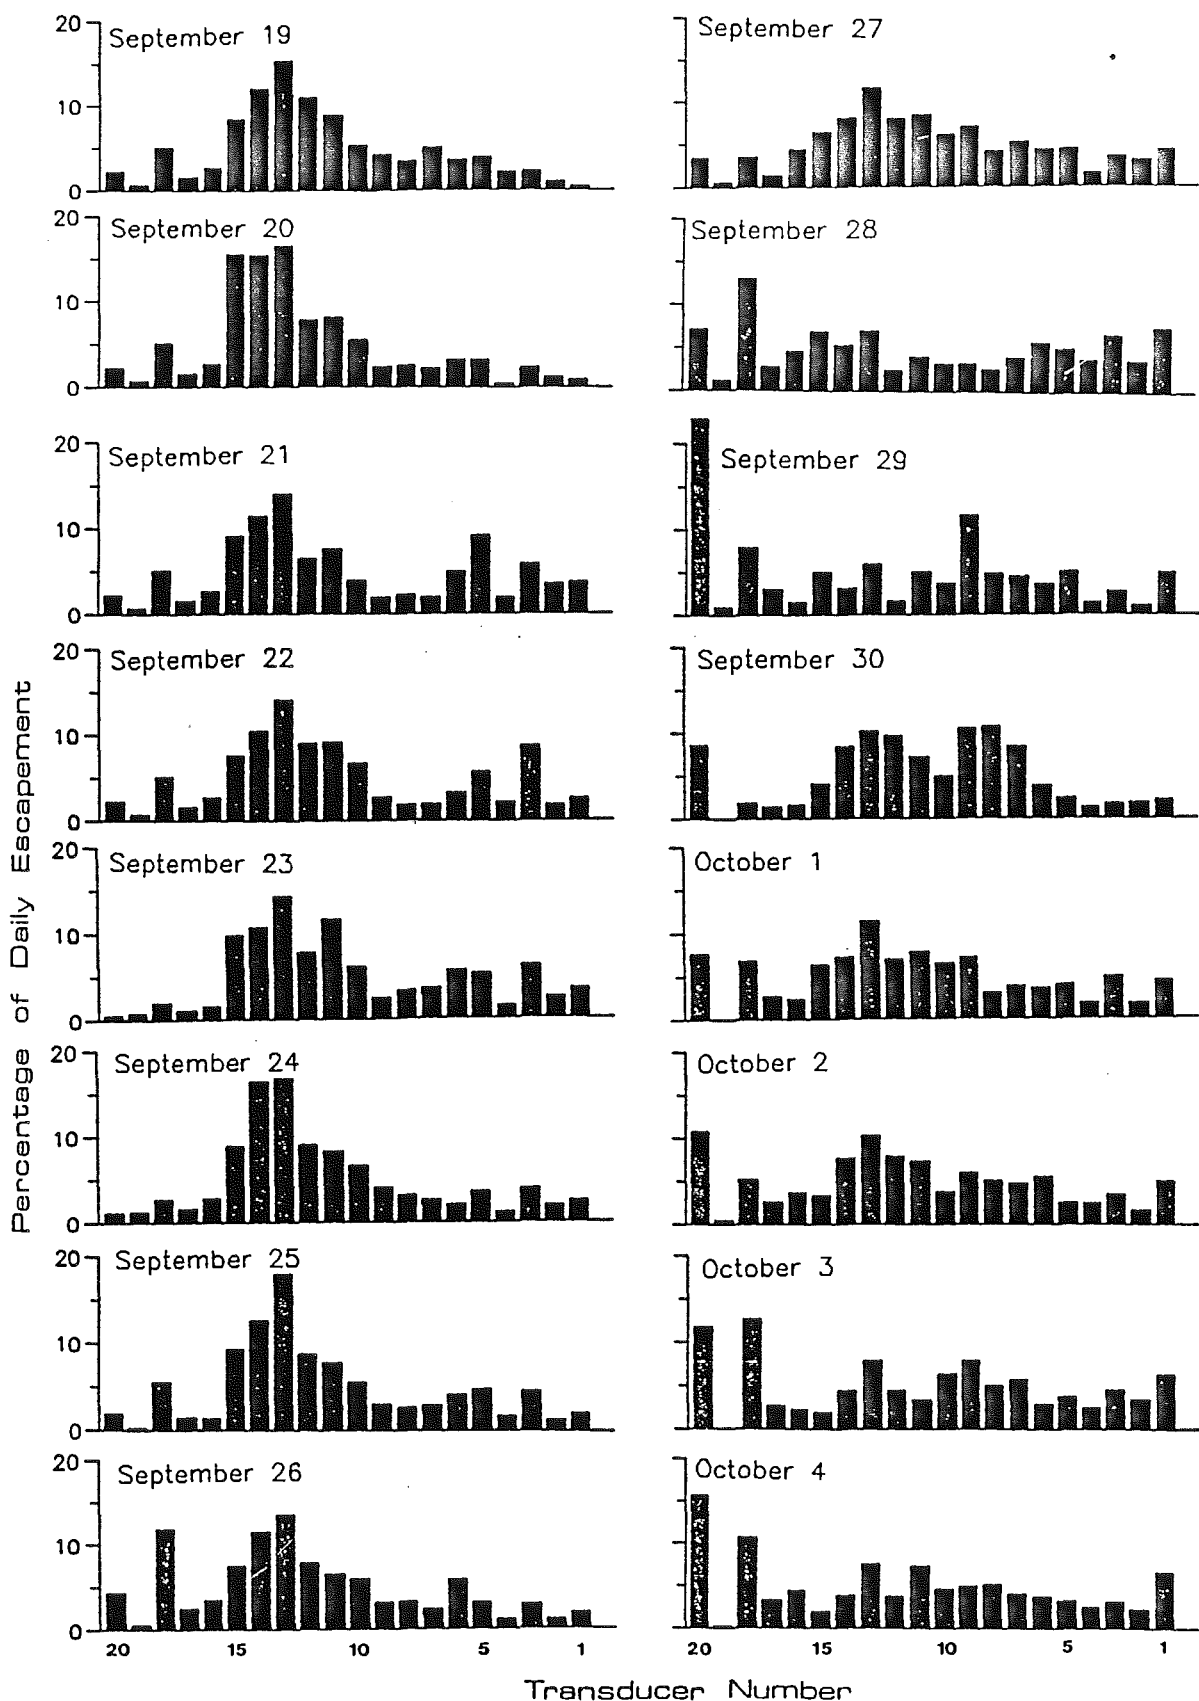 20
10
0
September 19
September 27
20
10
0
September 20
September 28
20
10
0
September 21
September 29
20
10
0
September 22
September 30
20
10
0
September 23
October 1
20
10
0
September 24
October 2
20
10
0
September 25
October 3
20
10
0
September 26
October 4
20 15 10 5 1
20 15 10 5 1
Percentage of Daily Escapement
Transducer Number